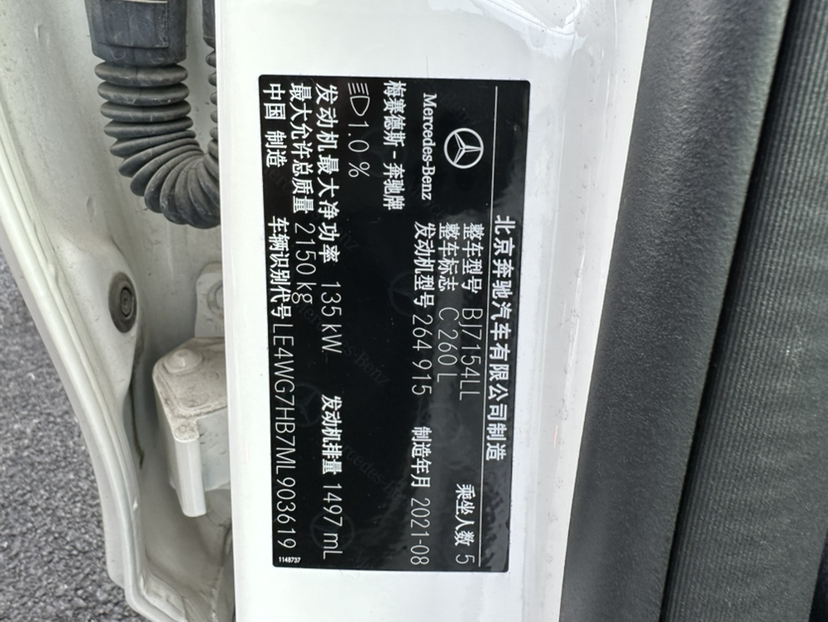 北京奔驰汽车有限公司制造
整车型号 BJ7154LL 乘坐人数 5
整车标志 C 260 L
发动机型号 264 915 制造年月 2021-08
Mercedes-Benz
梅赛德斯-奔驰牌
1.0 %
发动机最大净功率 135 kW 发动机排量 1497 mL
最大允许总质量 2150 kg
中国 制造 车辆识别代号 LE4WG7HB7ML903619
1148737